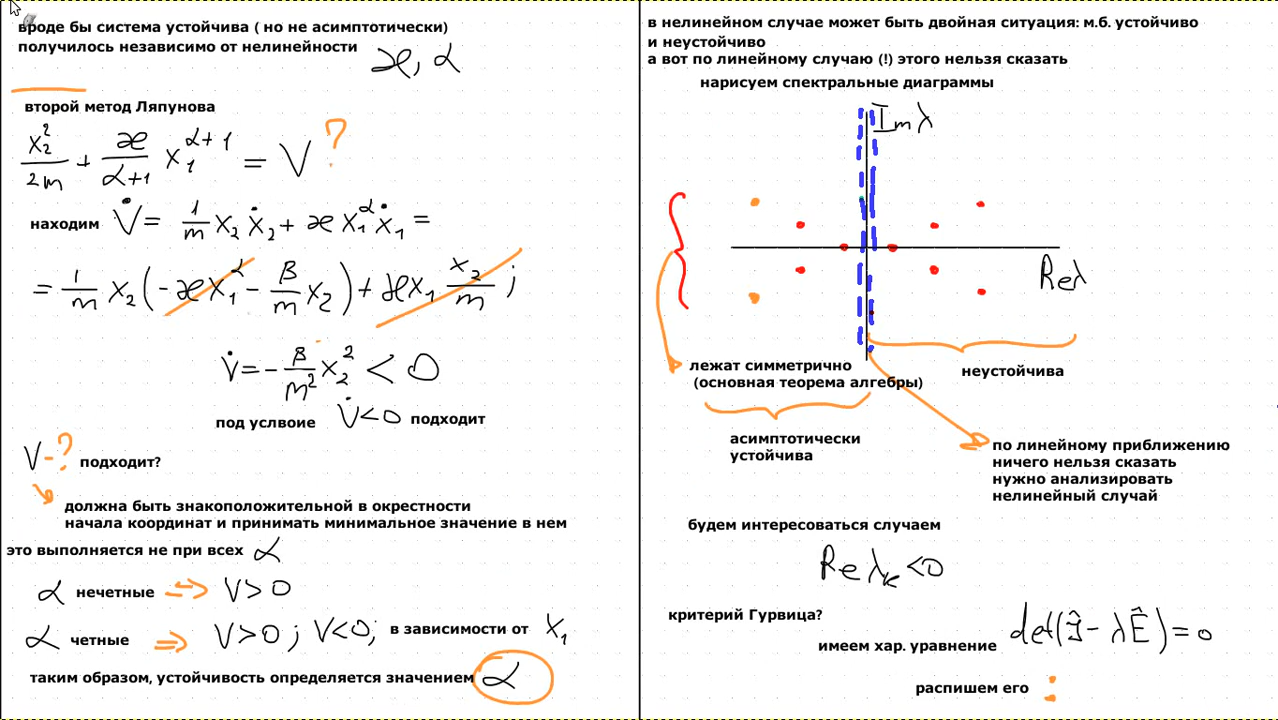 вроде бы система устойчива ( но не асимптотически)
получилось независимо от нелинейности
æ, α
второй метод Ляпунова
x₂²/2m + æ/(α+1) x₁^(α+1) = V ?
находим V̇ = 1/m x₂ ẋ₂ + æ x₁^α ẋ₁ =
= 1/m x₂ (-æx₁^α - β/m x₂) + æx₁ x₂/m ;
V̇ = - β/m² x₂² < 0
под услвоие V̇<0 подходит
V-? подходит?
должна быть знакоположительной в окрестности
начала координат и принимать минимальное значение в нем
это выполняется не при всех α
α нечетные => V>0
α четные => V>0; V<0; в зависимости от x₁
таким образом, устойчивость определяется значением α
в нелинейном случае может быть двойная ситуация: м.б. устойчиво
и неустойчиво
а вот по линейному случаю (!) этого нельзя сказать
нарисуем спектральные диаграммы
Imλ
Reλ
лежат симметрично
(основная теорема алгебры)
неустойчива
асимптотически
устойчива
по линейному приближению
ничего нельзя сказать
нужно анализировать
нелинейный случай
будем интересоваться случаем
Reλₖ<0
критерий Гурвица?
имеем хар. уравнение det(Ĵ - λÊ) = 0
распишем его :